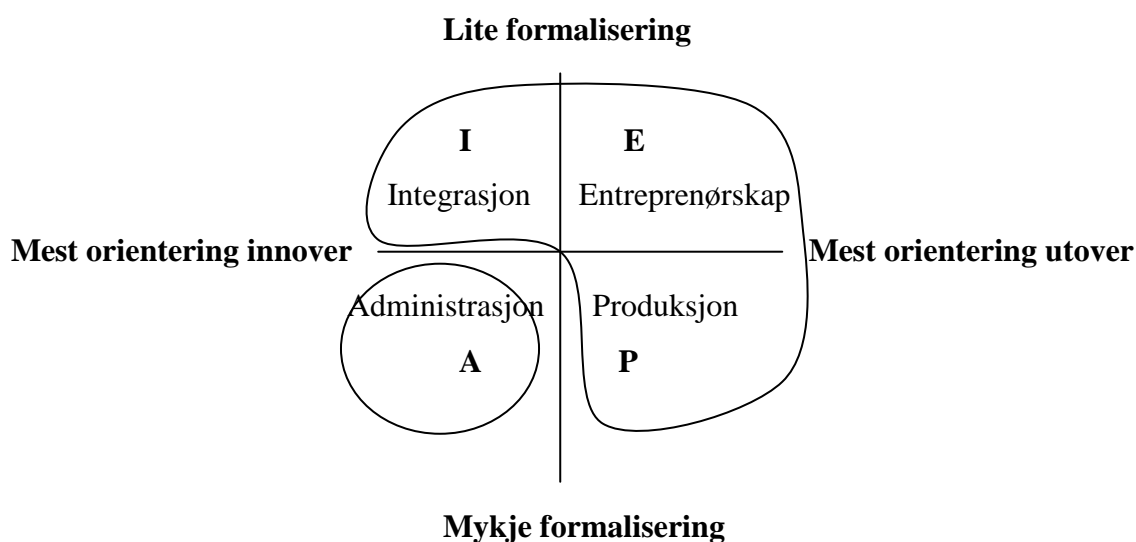 Lite formalisering
I E
Integrasjon Entreprenørskap
Mest orientering innover Mest orientering utover
Administrasjon Produksjon
A P
Mykje formalisering